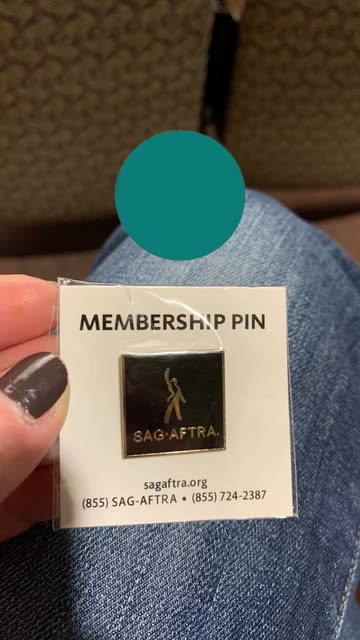 MEMBERSHIP PIN
SAG·AFTRA.
sagaftra.org
(855) SAG-AFTRA • (855) 724-2387